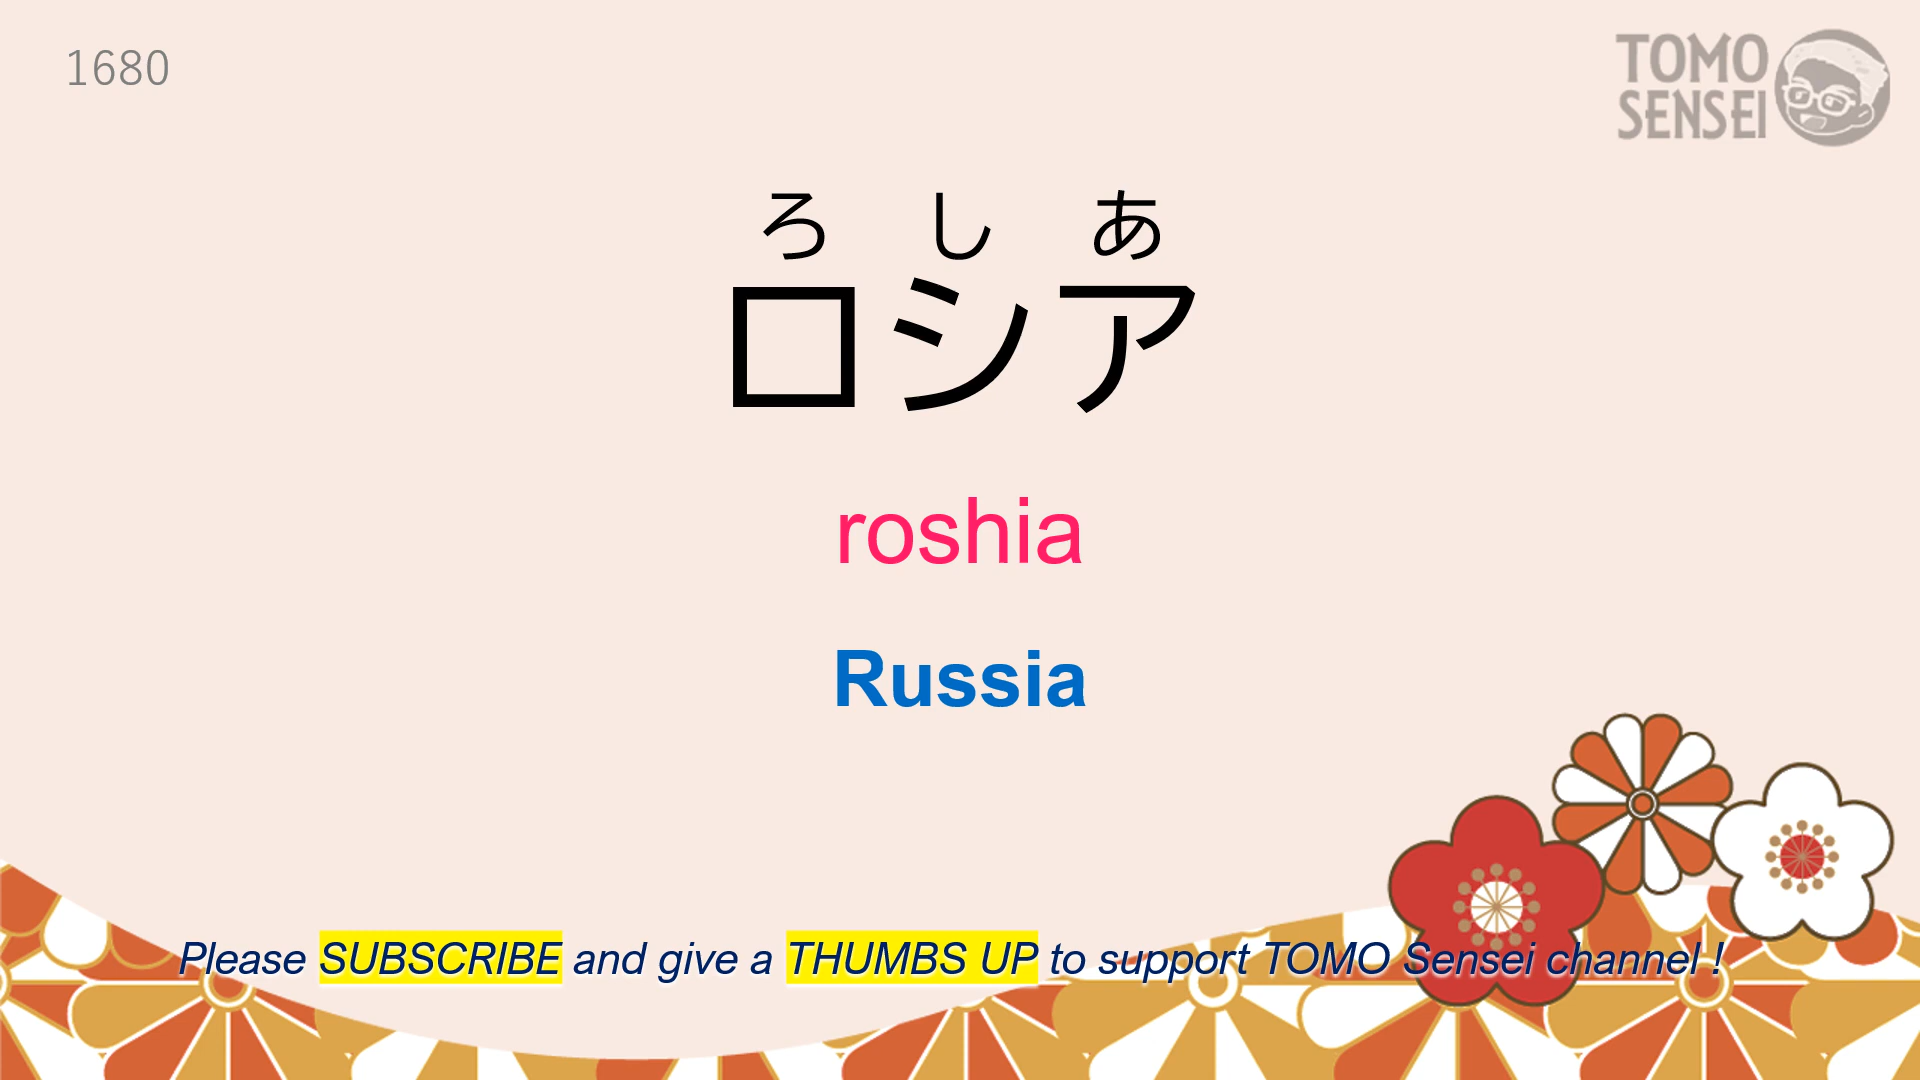 1680
TOMO
SENSEI
ろ し あ
ロシア
roshia
Russia
Please SUBSCRIBE and give a THUMBS UP to support TOMO Sensei channel !